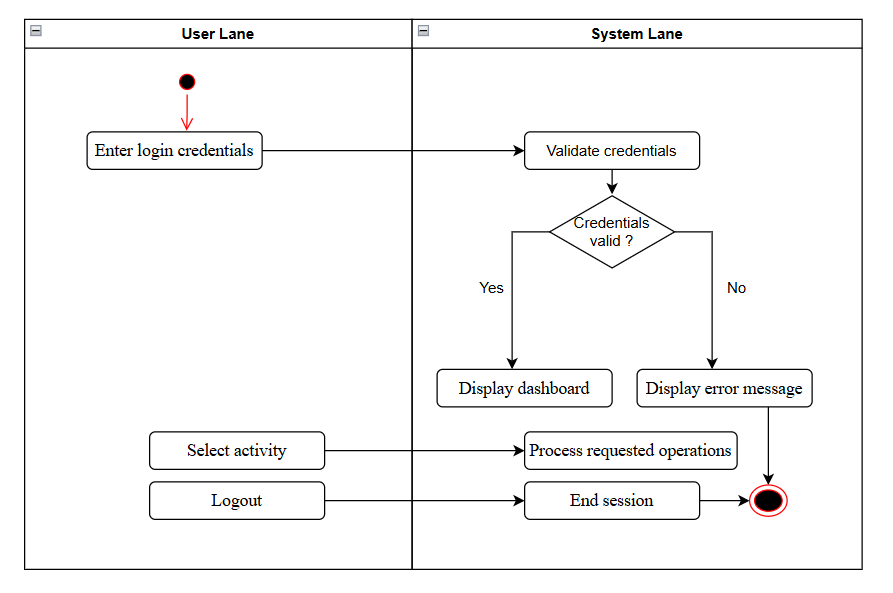 User Lane
System Lane
Enter login credentials
Validate credentials
Credentials
valid ?
Yes
No
Display dashboard
Display error message
Select activity
Process requested operations
Logout
End session